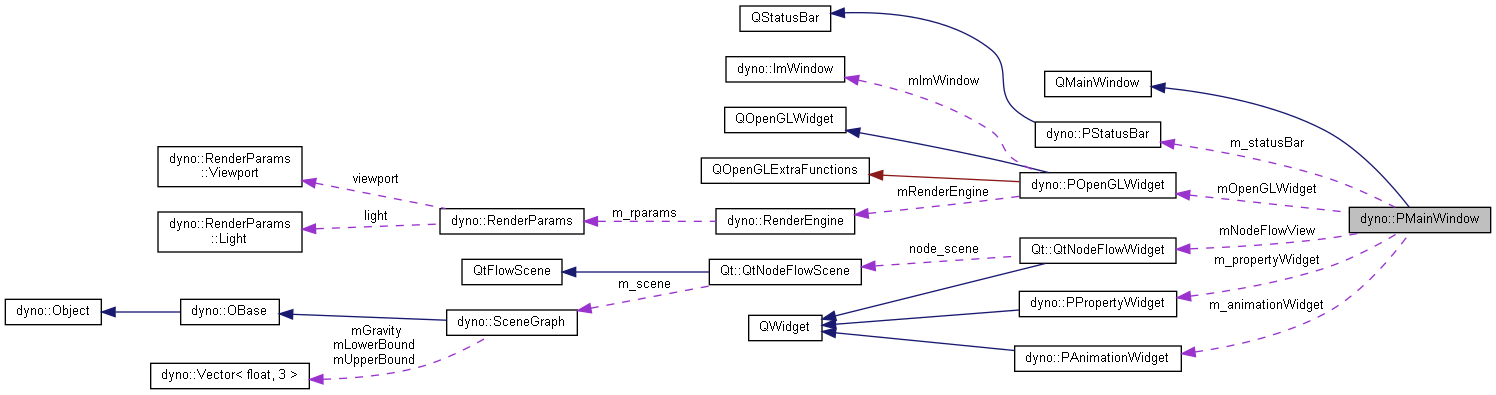 QStatusBar
dyno::ImWindow
mImWindow
QMainWindow
QOpenGLWidget
dyno::PStatusBar
m_statusBar
dyno::RenderParams
::Viewport
QOpenGLExtraFunctions
viewport
dyno::POpenGLWidget
mOpenGLWidget
mRenderEngine
dyno::RenderParams
::Light
light
dyno::RenderParams
m_rparams
dyno::RenderEngine
dyno::PMainWindow
mNodeFlowView
node_scene
Qt::QtNodeFlowWidget
m_propertyWidget
QtFlowScene
Qt::QtNodeFlowScene
m_scene
dyno::PPropertyWidget
m_animationWidget
dyno::Object
dyno::OBase
dyno::SceneGraph
QWidget
mGravity
mLowerBound
mUpperBound
dyno::PAnimationWidget
dyno::Vector< float, 3 >